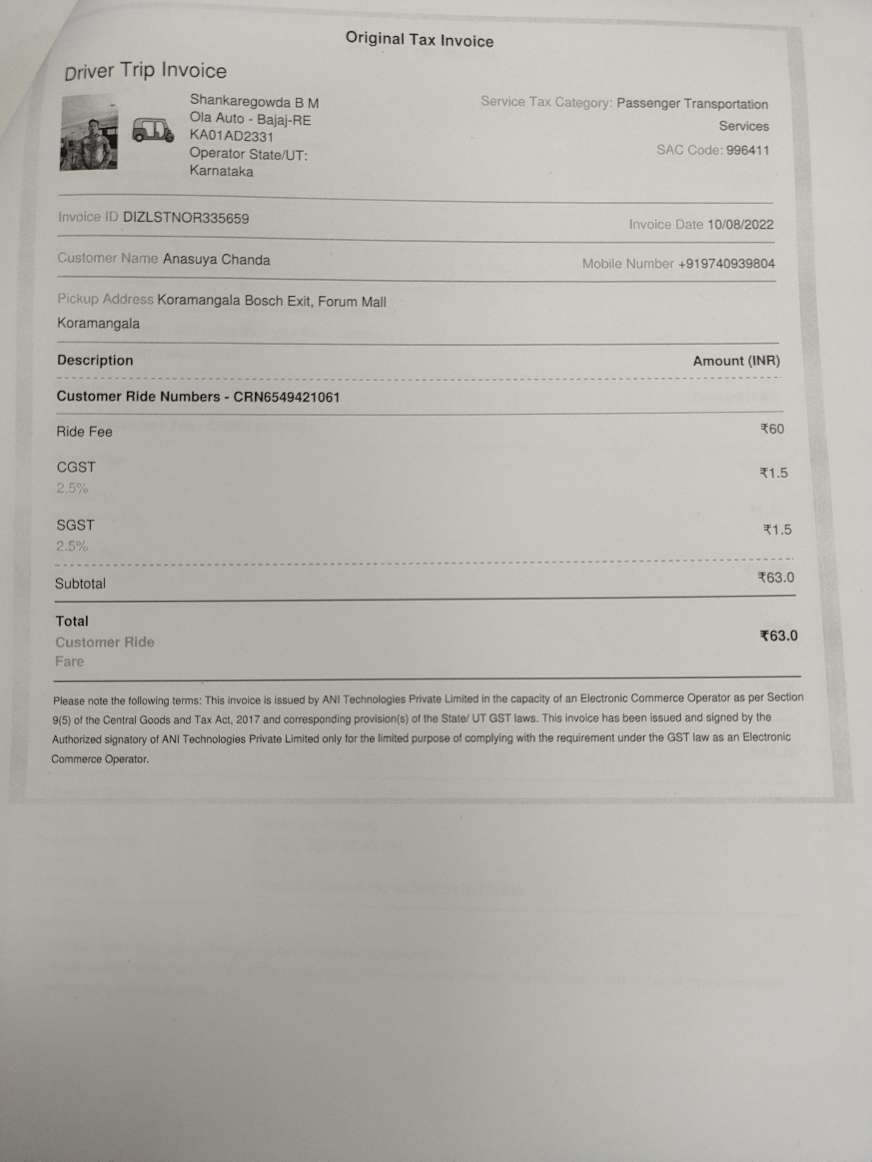 Original Tax Invoice
Driver Trip Invoice
Shankaregowda B M
Ola Auto - Bajaj-RE
KA01AD2331
Operator State/UT:
Karnataka
Service Tax Category: Passenger Transportation
Services
SAC Code: 996411
Invoice ID DIZLSTNOR335659
Invoice Date 10/08/2022
Customer Name Anasuya Chanda
Mobile Number +919740939804
Pickup Address Koramangala Bosch Exit, Forum Mall
Koramangala
Description Amount (INR)
Customer Ride Numbers - CRN6549421061
Ride Fee ₹60
CGST ₹1.5
2.5%
SGST ₹1.5
2.5%
Subtotal ₹63.0
Total
Customer Ride ₹63.0
Fare
Please note the following terms: This invoice is issued by ANI Technologies Private Limited in the capacity of an Electronic Commerce Operator as per Section
9(5) of the Central Goods and Tax Act, 2017 and corresponding provision(s) of the State/ UT GST laws. This invoice has been issued and signed by the
Authorized signatory of ANI Technologies Private Limited only for the limited purpose of complying with the requirement under the GST law as an Electronic
Commerce Operator.